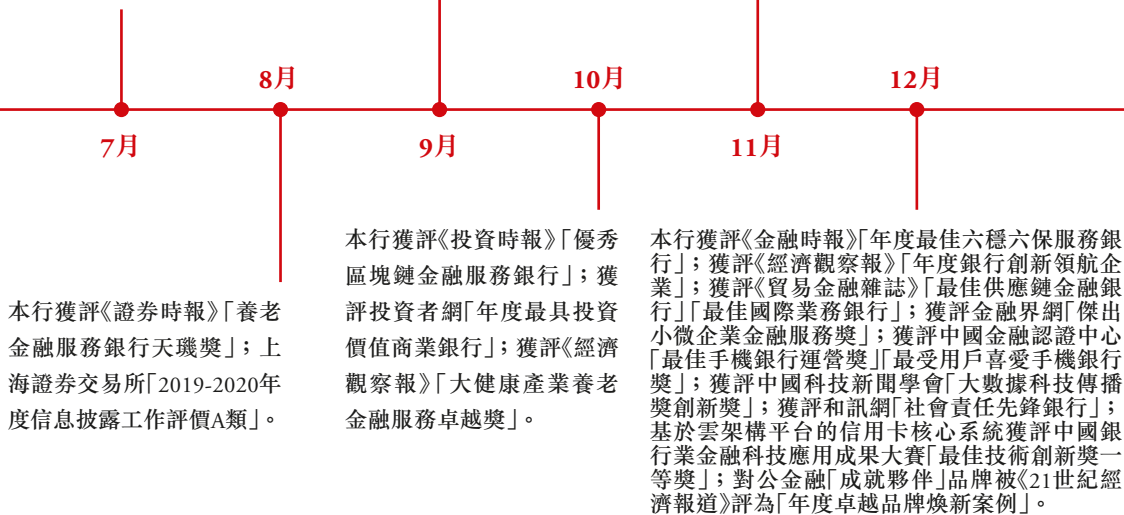 8月
10月
12月
7月
9月
11月
本行獲評《證券時報》「養老
金融服務銀行天璣獎」；上
海證券交易所「2019-2020年
度信息披露工作評價A類」。
本行獲評《投資時報》「優秀
區塊鏈金融服務銀行」；獲
評投資者網「年度最具投資
價值商業銀行」；獲評《經濟
觀察報》「大健康產業養老
金融服務卓越獎」。
本行獲評《金融時報》「年度最佳六穩六保服務銀
行」；獲評《經濟觀察報》「年度銀行創新領航企
業」；獲評《貿易金融雜誌》「最佳供應鏈金融銀
行」「最佳國際業務銀行」；獲評金融界網「傑出
小微企業金融服務獎」；獲評中國金融認證中心
「最佳手機銀行運營獎」「最受用戶喜愛手機銀行
獎」；獲評中國科技新聞學會「大數據科技傳播
獎創新獎」；獲評和訊網「社會責任先鋒銀行」；
基於雲架構平台的信用卡核心系統獲評中國銀
行業金融科技應用成果大賽「最佳技術創新獎一
等獎」；對公金融「成就夥伴」品牌被《21世紀經
濟報道》評為「年度卓越品牌煥新案例」。